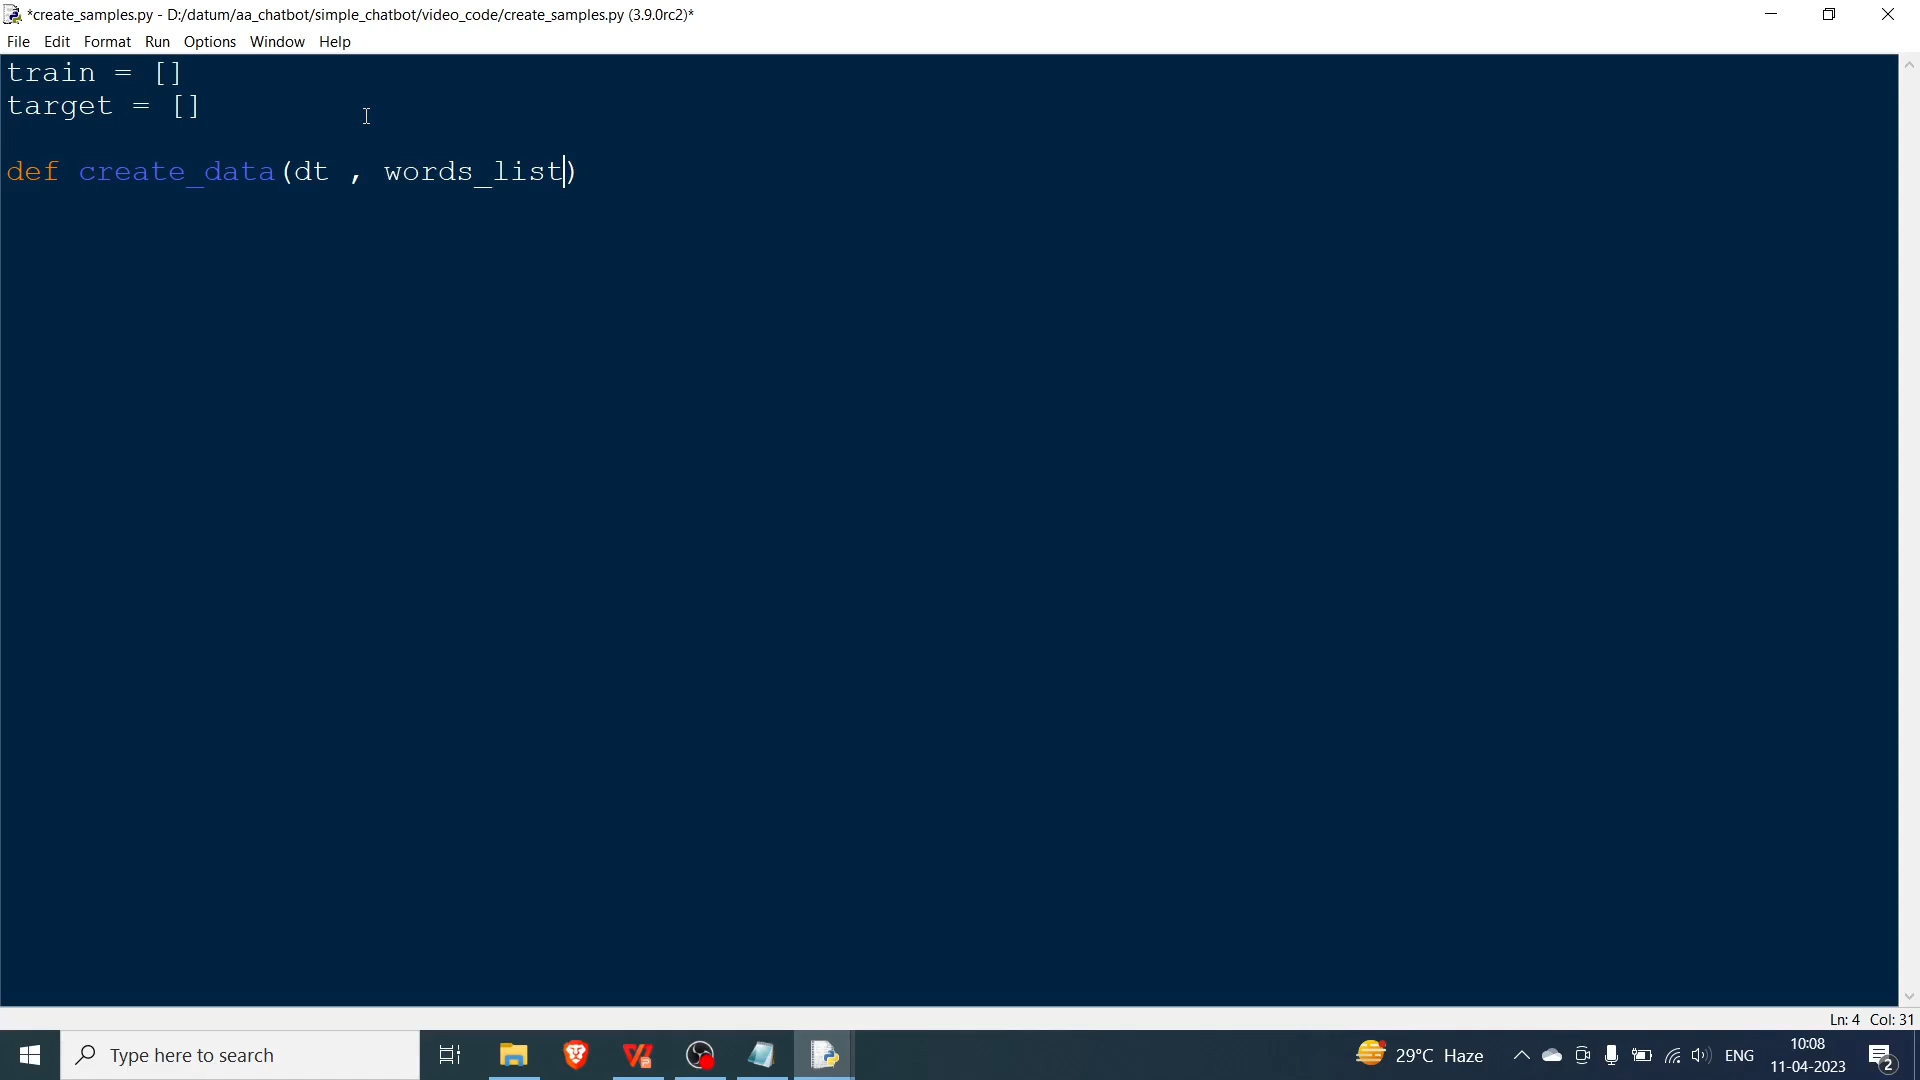 *create_samples.py - D:/datum/aa_chatbot/simple_chatbot/video_code/create_samples.py (3.9.0rc2)*
File Edit Format Run Options Window Help
train = []
target = []
def create_data(dt , words_list)
Ln: 4 Col: 31
Type here to search
29°C Haze
ENG
10:08
11-04-2023
2